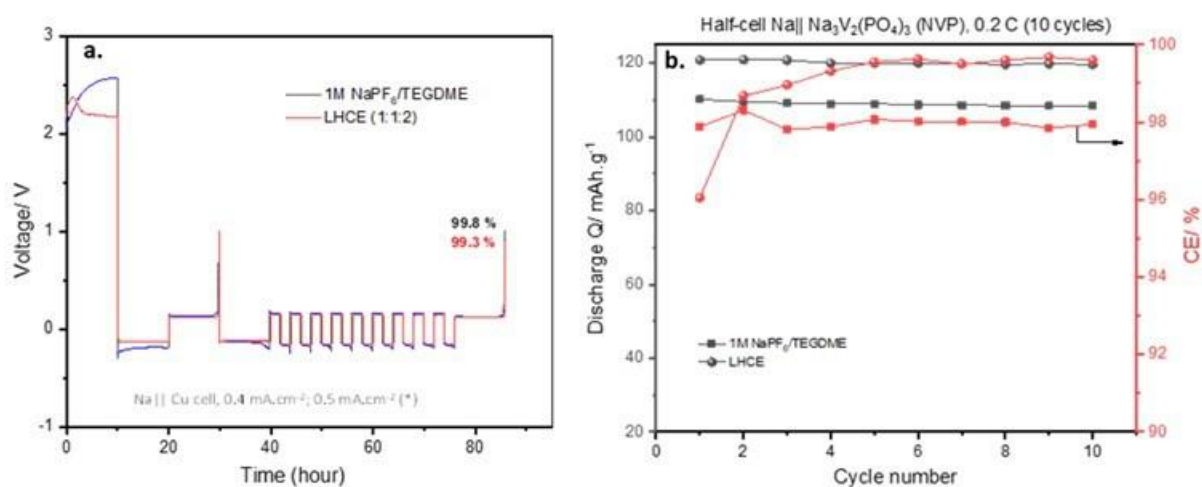 a.
1M NaPF₆/TEGDME
LHCE (1:1:2)
99.8 %
99.3 %
Na|| Cu cell, 0.4 mA.cm⁻²; 0.5 mA.cm⁻² (*)
Voltage/ V
3
2
1
0
-1
0
20
40
60
80
Time (hour)
Half-cell Na|| Na₃V₂(PO₄)₃ (NVP), 0.2 C (10 cycles)
b.
Discharge Q/ mAh.g⁻¹
120
100
80
60
40
20
1M NaPF₆/TEGDME
LHCE
0
2
4
6
8
10
Cycle number
100
98
96
94
92
90
CE/ %